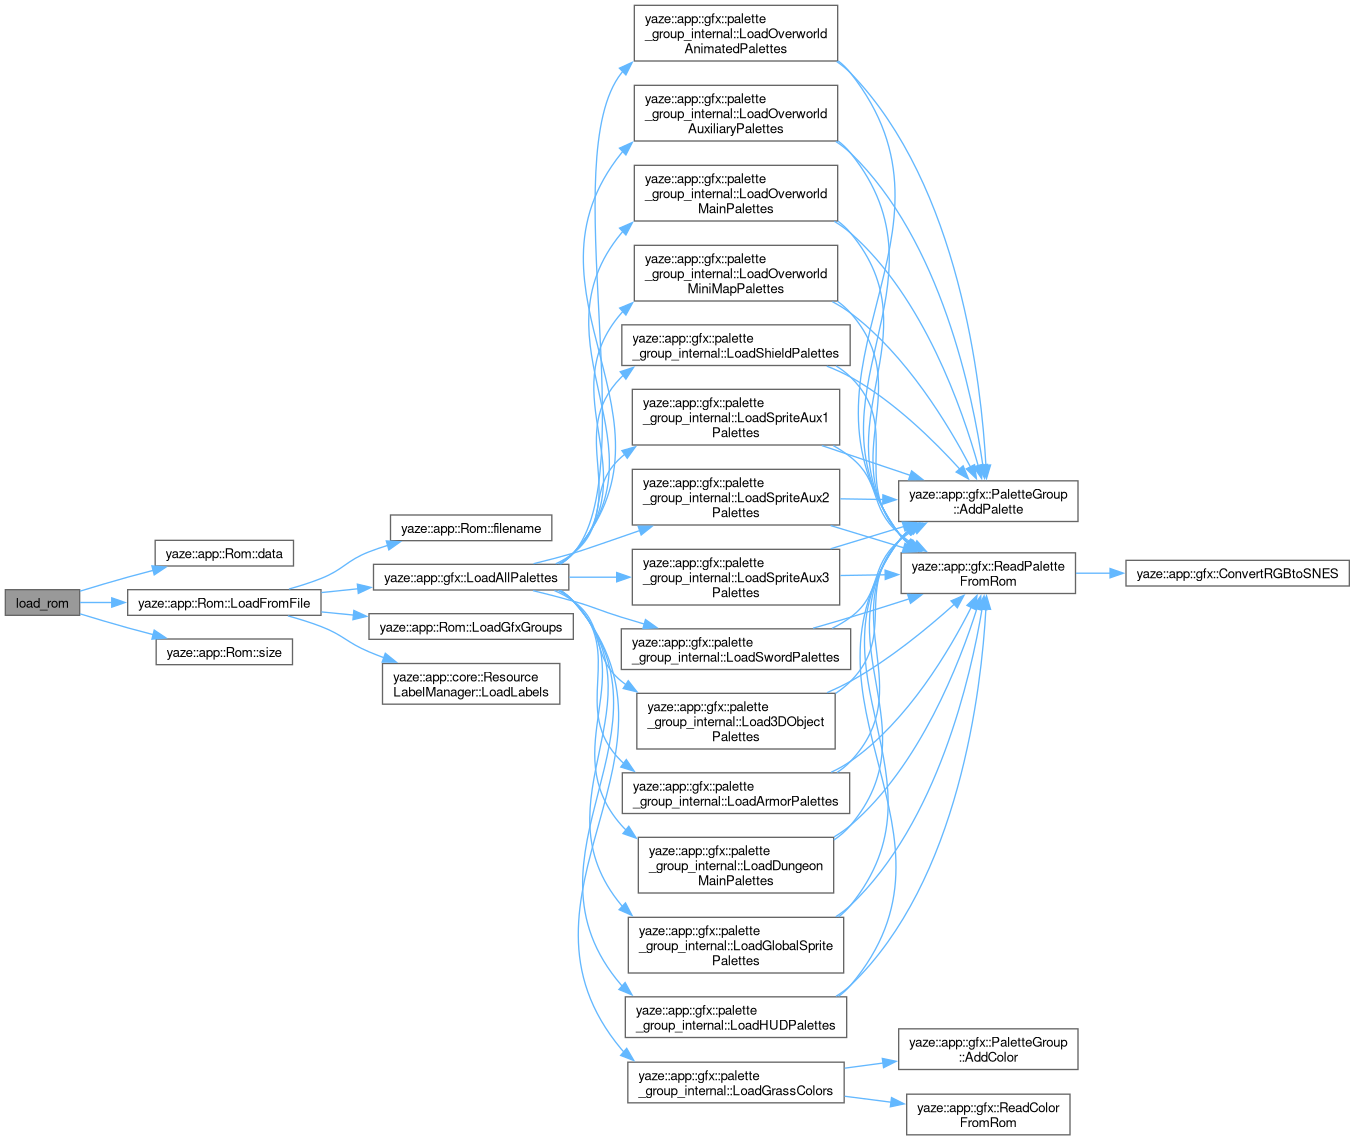 load_rom
yaze::app::Rom::data
yaze::app::Rom::LoadFromFile
yaze::app::Rom::size
yaze::app::Rom::filename
yaze::app::gfx::LoadAllPalettes
yaze::app::Rom::LoadGfxGroups
yaze::app::core::Resource
LabelManager::LoadLabels
yaze::app::gfx::palette
_group_internal::LoadOverworld
AnimatedPalettes
yaze::app::gfx::palette
_group_internal::LoadOverworld
AuxiliaryPalettes
yaze::app::gfx::palette
_group_internal::LoadOverworld
MainPalettes
yaze::app::gfx::palette
_group_internal::LoadOverworld
MiniMapPalettes
yaze::app::gfx::palette
_group_internal::LoadShieldPalettes
yaze::app::gfx::palette
_group_internal::LoadSpriteAux1
Palettes
yaze::app::gfx::palette
_group_internal::LoadSpriteAux2
Palettes
yaze::app::gfx::palette
_group_internal::LoadSpriteAux3
Palettes
yaze::app::gfx::palette
_group_internal::LoadSwordPalettes
yaze::app::gfx::palette
_group_internal::Load3DObject
Palettes
yaze::app::gfx::palette
_group_internal::LoadArmorPalettes
yaze::app::gfx::palette
_group_internal::LoadDungeon
MainPalettes
yaze::app::gfx::palette
_group_internal::LoadGlobalSprite
Palettes
yaze::app::gfx::palette
_group_internal::LoadHUDPalettes
yaze::app::gfx::palette
_group_internal::LoadGrassColors
yaze::app::gfx::PaletteGroup
::AddPalette
yaze::app::gfx::ReadPalette
FromRom
yaze::app::gfx::PaletteGroup
::AddColor
yaze::app::gfx::ReadColor
FromRom
yaze::app::gfx::ConvertRGBtoSNES